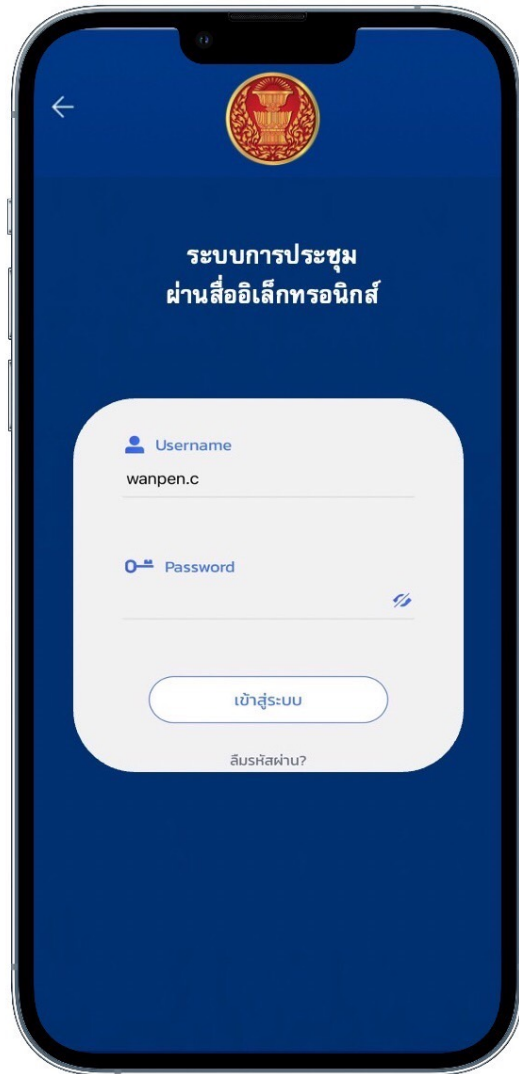 ระบบการประชุม
ผ่านสื่ออิเล็กทรอนิกส์
Username
wanpen.c
Password
เข้าสู่ระบบ
ลืมรหัสผ่าน?